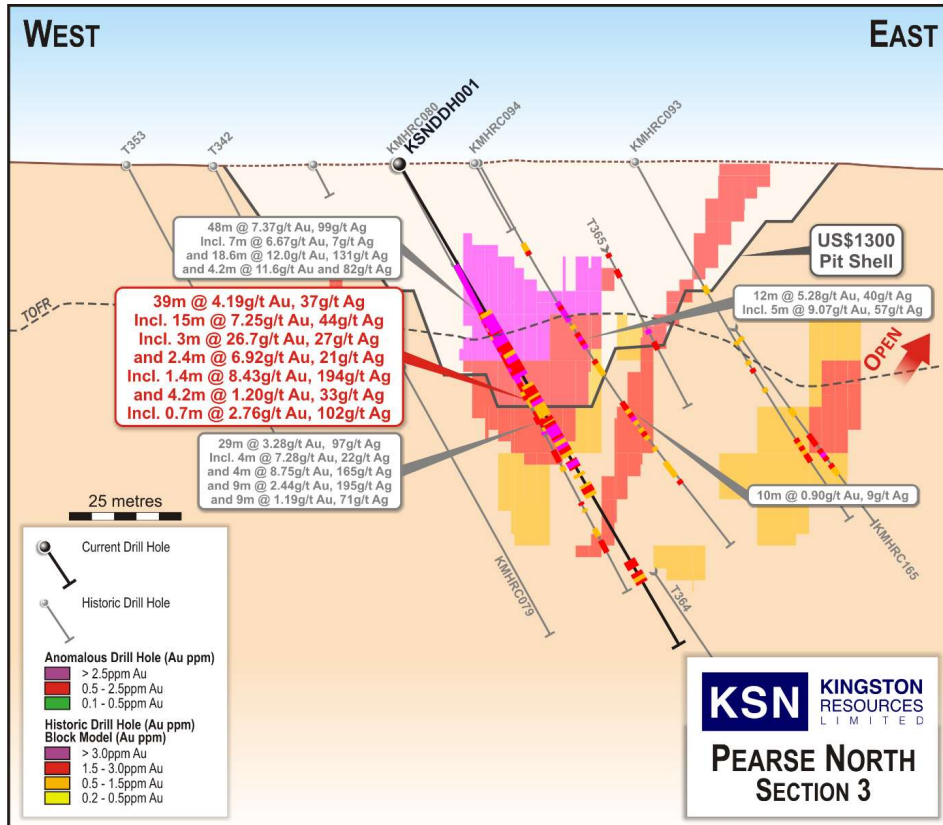 WEST
EAST
T353
T342
KMHRC080
KSNDDH001
KMHRC094
KMHRC093
T365
48m @ 7.37g/t Au, 99g/t Ag
Incl. 7m @ 6.67g/t Au, 7g/t Ag
and 18.6m @ 12.0g/t Au, 131g/t Ag
and 4.2m @ 11.6g/t Au and 82g/t Ag
US$1300
Pit Shell
39m @ 4.19g/t Au, 37g/t Ag
Incl. 15m @ 7.25g/t Au, 44g/t Ag
Incl. 3m @ 26.7g/t Au, 27g/t Ag
and 2.4m @ 6.92g/t Au, 21g/t Ag
Incl. 1.4m @ 8.43g/t Au, 194g/t Ag
and 4.2m @ 1.20g/t Au, 33g/t Ag
Incl. 0.7m @ 2.76g/t Au, 102g/t Ag
12m @ 5.28g/t Au, 40g/t Ag
Incl. 5m @ 9.07g/t Au, 57g/t Ag
TOFR
OPEN
29m @ 3.28g/t Au, 97g/t Ag
Incl. 4m @ 7.28g/t Au, 22g/t Ag
and 4m @ 8.75g/t Au, 165g/t Ag
and 9m @ 2.44g/t Au, 195g/t Ag
and 9m @ 1.19g/t Au, 71g/t Ag
10m @ 0.90g/t Au, 9g/t Ag
25 metres
KMHRC079
T364
KMHRC165
Current Drill Hole
Historic Drill Hole
Anomalous Drill Hole (Au ppm)
> 2.5ppm Au
0.5 - 2.5ppm Au
0.1 - 0.5ppm Au
Historic Drill Hole (Au ppm)
Block Model (Au ppm)
> 3.0ppm Au
1.5 - 3.0ppm Au
0.5 - 1.5ppm Au
0.2 - 0.5ppm Au
KSN
KINGSTON
RESOURCES
LIMITED
PEARSE NORTH
SECTION 3